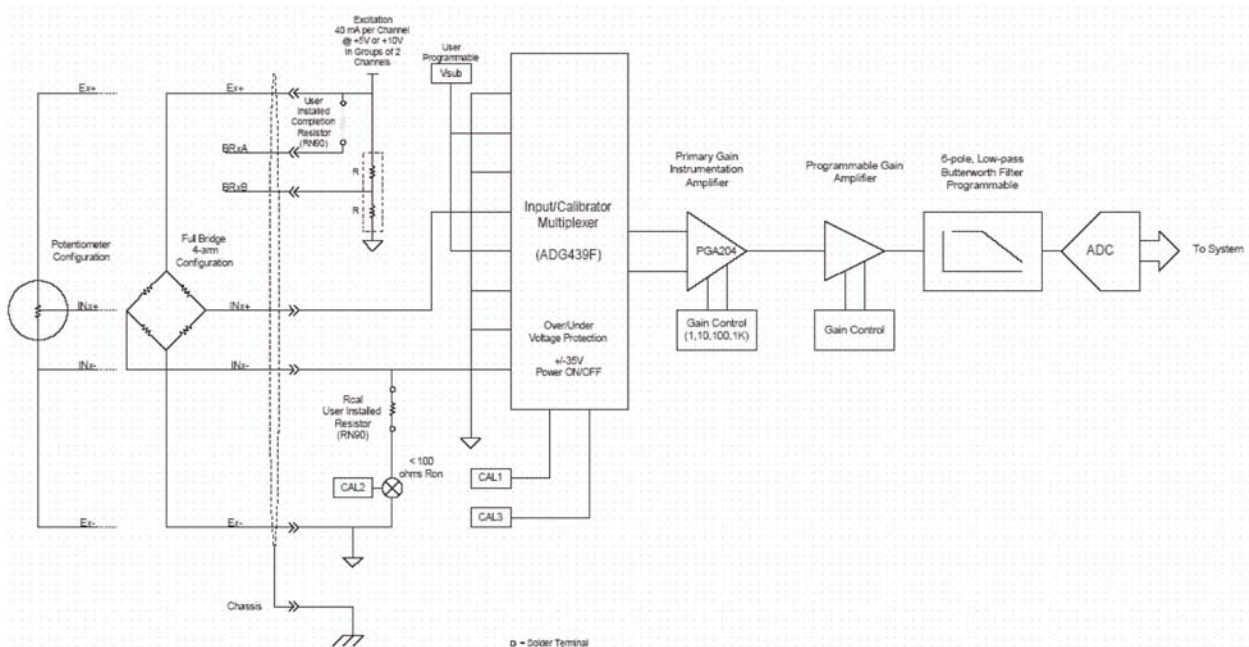 Excitation
40 mA per Channel
@ +5V or +10V
in Groups of 2
Channels
User
Programmable
Vsub
Ex+
Ex+
User
Installed
Completion
Resistor
(RN90)
BRxA
BRxB
R
R
Potentiometer
Configuration
Full Bridge
4-arm
Configuration
INx+
INx+
INx-
INx-
Rcal
User Installed
Resistor
(RN90)
< 100
ohms Ron
CAL2
Ex-
Ex-
Chassis
Input/Calibrator
Multiplexer
(ADG439F)
Over/Under
Voltage Protection
+/-35V
Power ON/OFF
CAL1
CAL3
Primary Gain
Instrumentation
Amplifier
PGA204
Gain Control
(1,10,100,1K)
Programmable Gain
Amplifier
Gain Control
6-pole, Low-pass
Butterworth Filter
Programmable
ADC
To System
= Solder Terminal